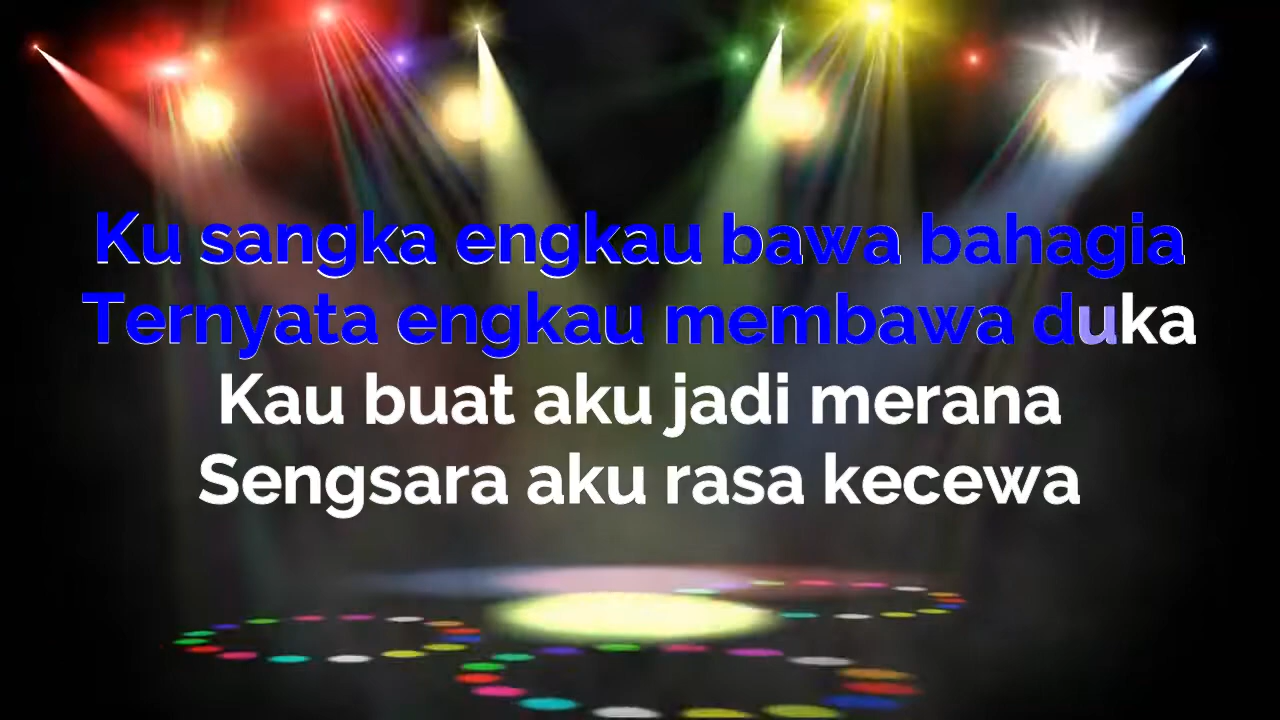 Ku sangka engkau bawa bahagia
Ternyata engkau membawa duka
Kau buat aku jadi merana
Sengsara aku rasa kecewa